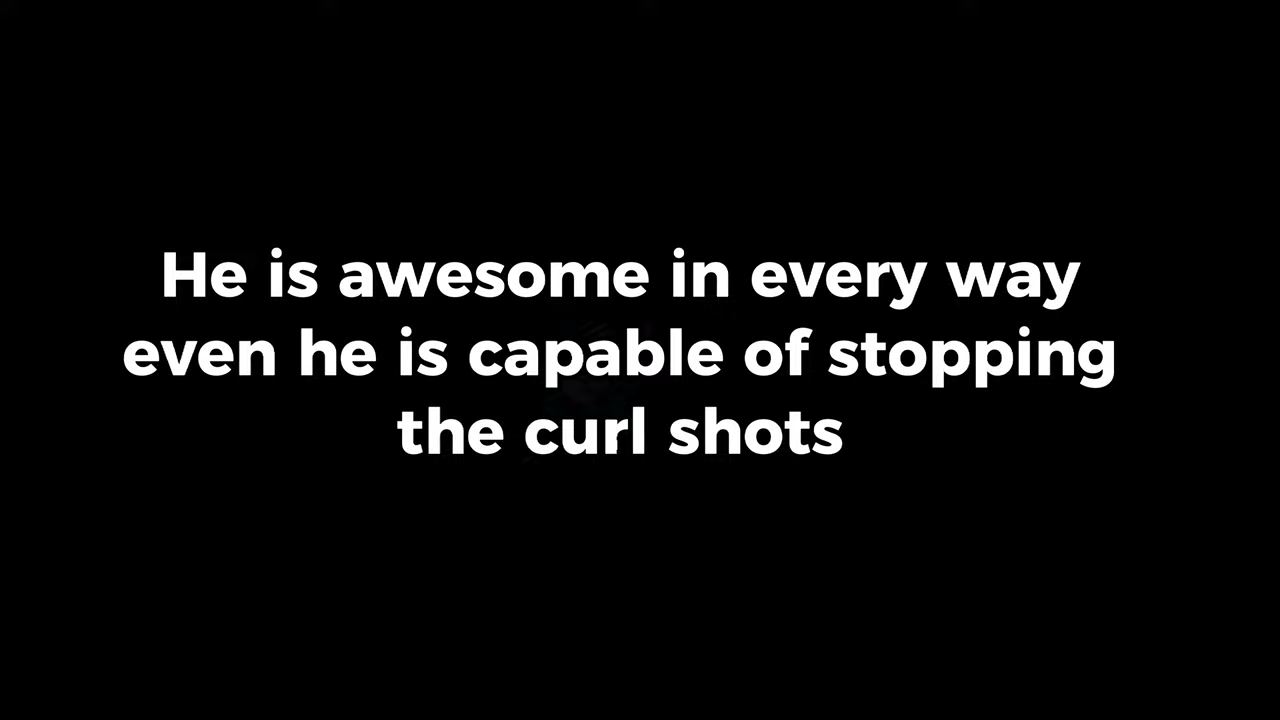 He is awesome in every way
even he is capable of stopping
the curl shots